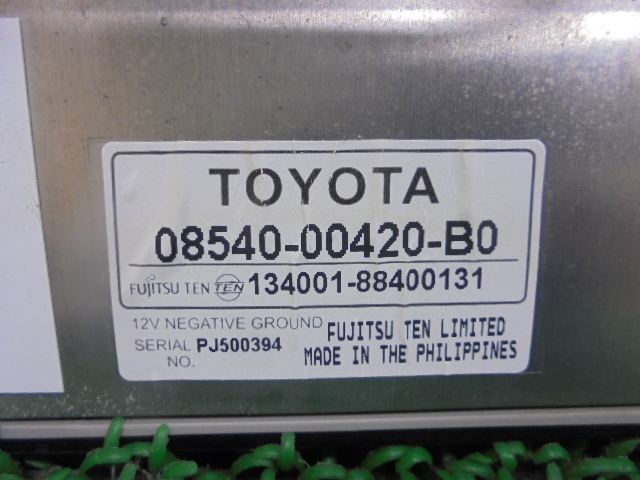 TOYOTA
08540-00420-B0
FUJITSU TEN TEN 134001-88400131
12V NEGATIVE GROUND
SERIAL NO. PJ500394
FUJITSU TEN LIMITED
MADE IN THE PHILIPPINES